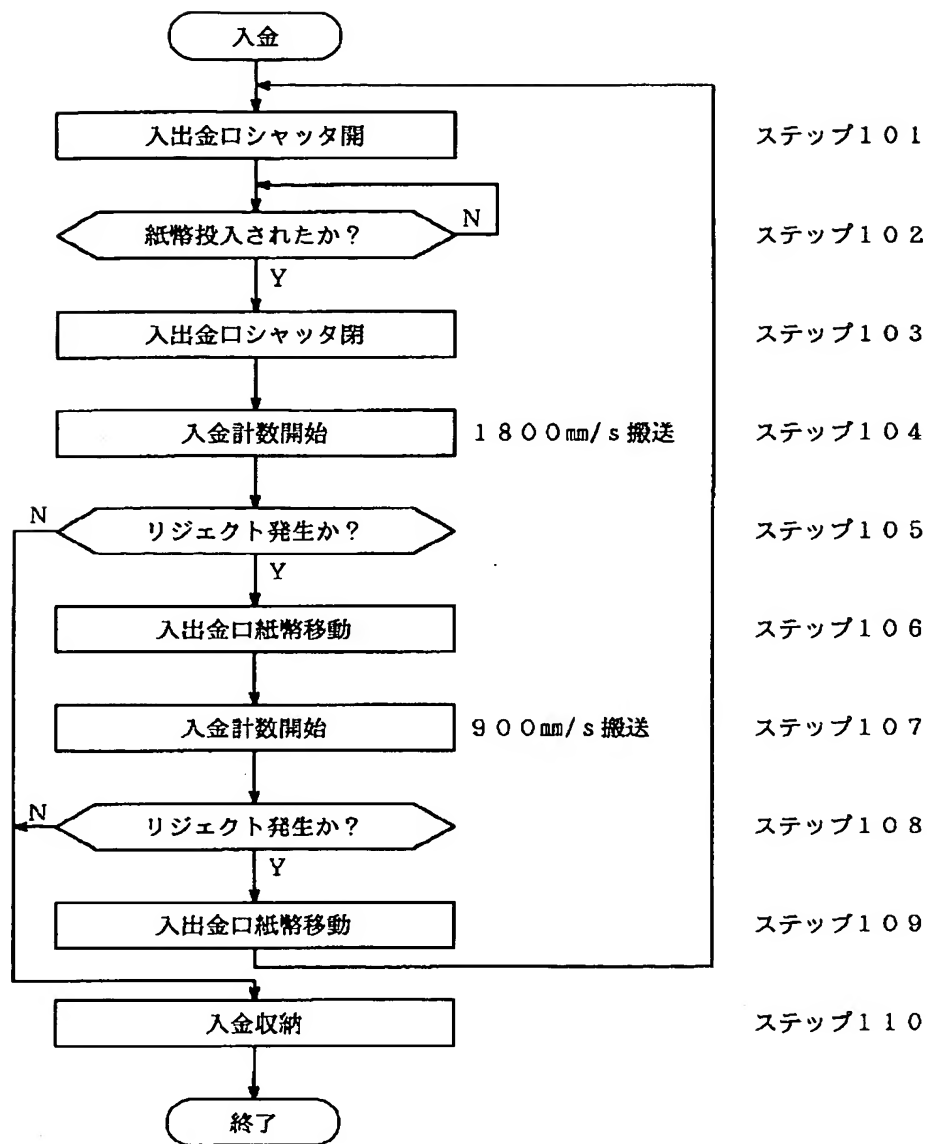 入金
入出金口シャッタ開 ステップ101
紙幣投入されたか? N ステップ102
Y
入出金口シャッタ閉 ステップ103
入金計数開始 1800㎜/s搬送 ステップ104
N リジェクト発生か? ステップ105
Y
入出金口紙幣移動 ステップ106
入金計数開始 900㎜/s搬送 ステップ107
N リジェクト発生か? ステップ108
Y
入出金口紙幣移動 ステップ109
入金収納 ステップ110
終了